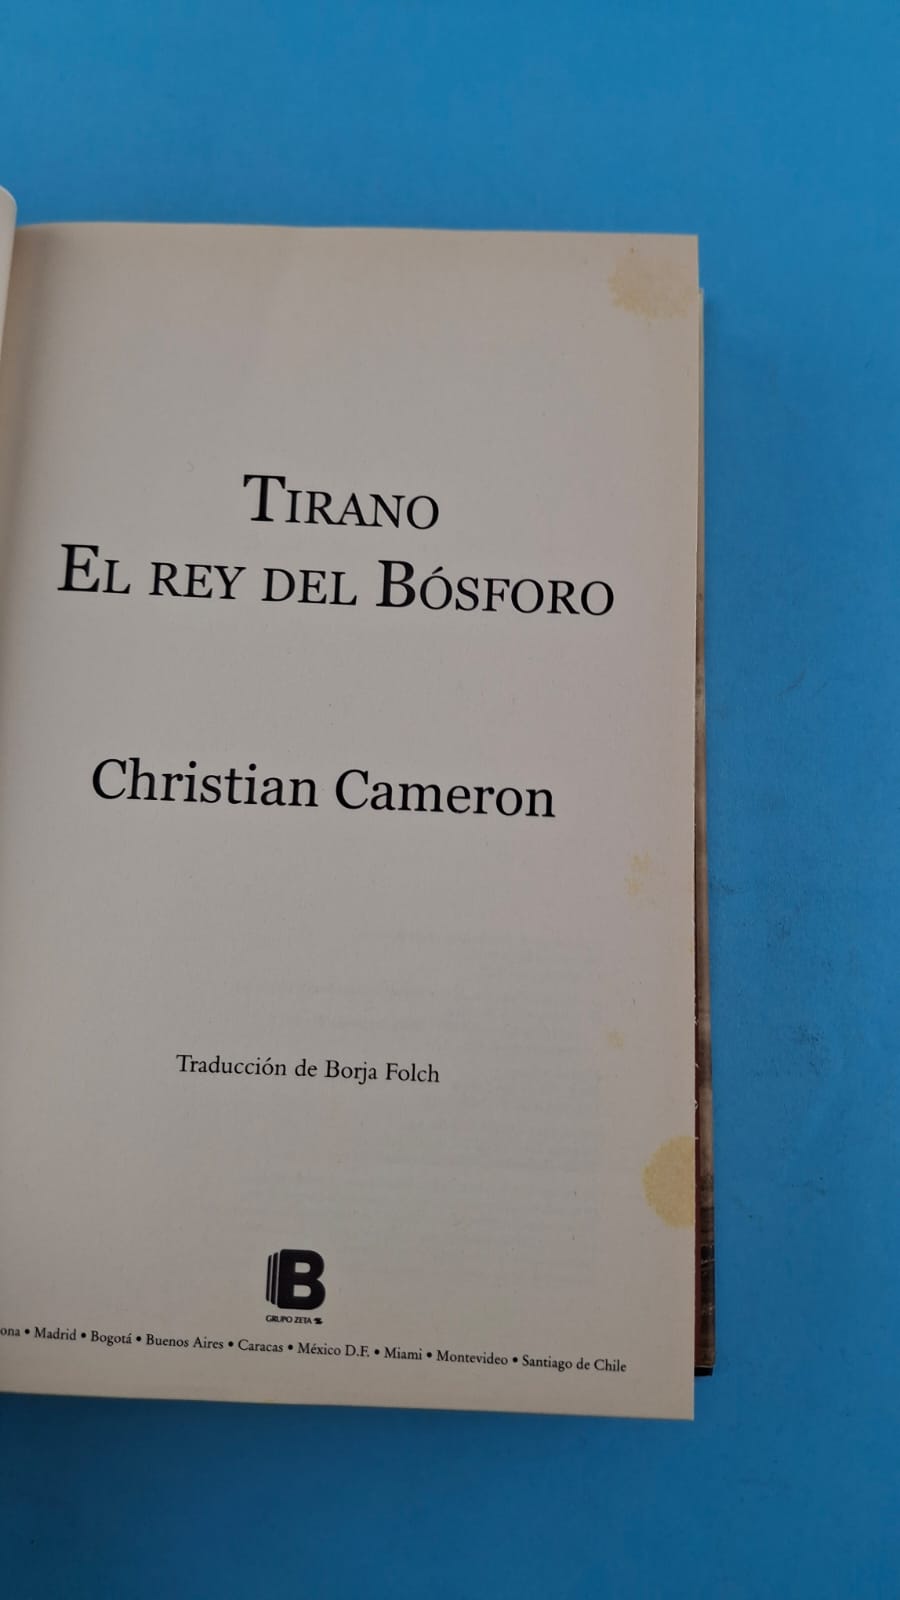 TIRANO
EL REY DEL BÓSFORO
Christian Cameron
Traducción de Borja Folch
B
GRUPO ZETA
ona • Madrid • Bogotá • Buenos Aires • Caracas • México D.F. • Miami • Montevideo • Santiago de Chile